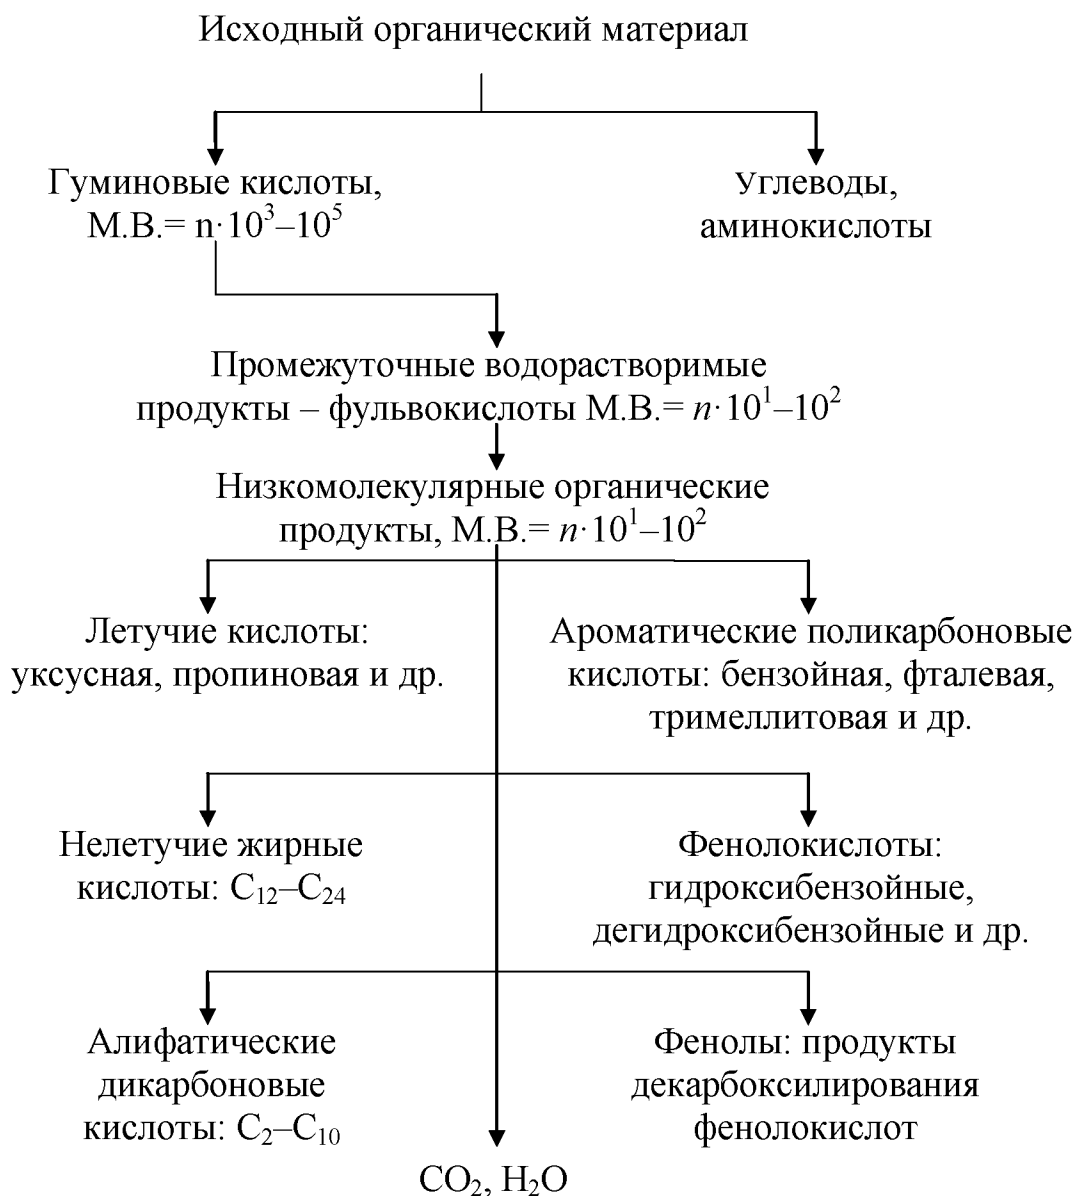 Исходный органический материал
Гуминовые кислоты,
М.В.= n·10³–10⁵
Углеводы,
аминокислоты
Промежуточные водорастворимые
продукты – фульвокислоты М.В.= n·10¹–10²
Низкомолекулярные органические
продукты, М.В.= n·10¹–10²
Летучие кислоты:
уксусная, пропиновая и др.
Ароматические поликарбоновые
кислоты: бензойная, фталевая,
тримеллитовая и др.
Нелетучие жирные
кислоты: C₁₂–C₂₄
Фенолокислоты:
гидроксибензойные,
дегидроксибензойные и др.
Алифатические
дикарбоновые
кислоты: C₂–C₁₀
Фенолы: продукты
декарбоксилирования
фенолокислот
CO₂, H₂O